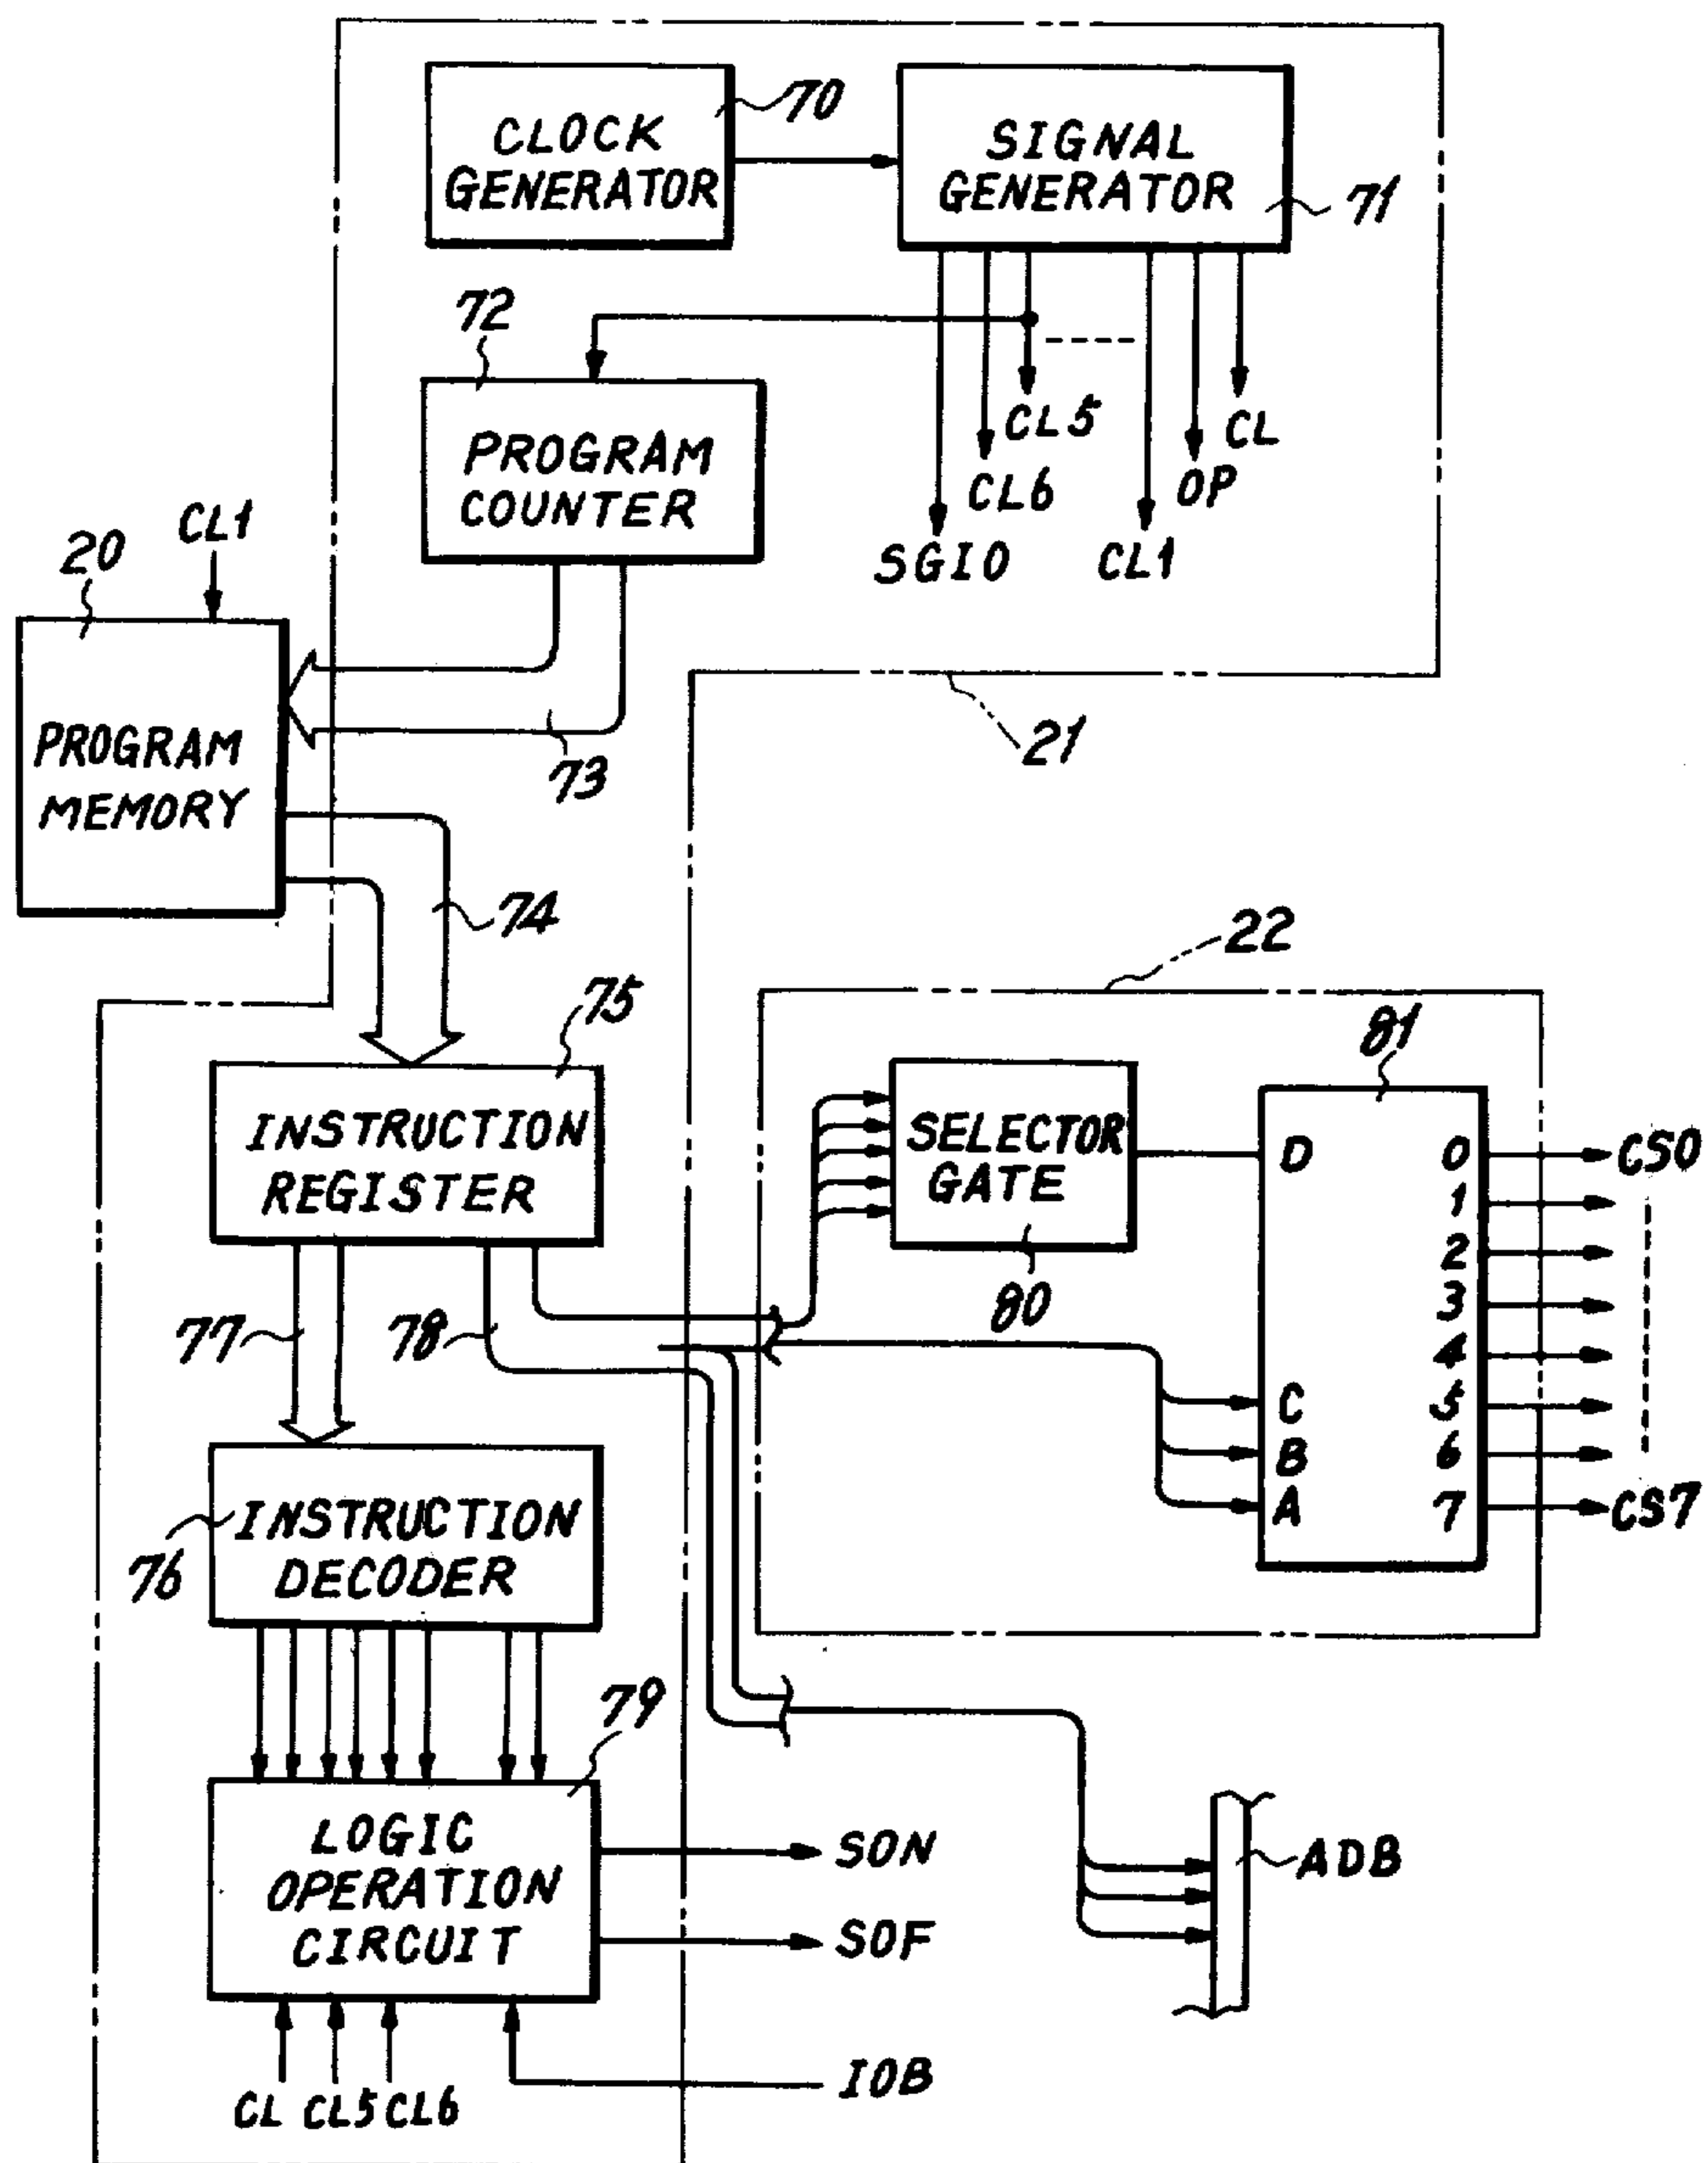 70
CLOCK
GENERATOR
SIGNAL
GENERATOR
71
72
CL5
CL
PROGRAM
COUNTER
CL6
OP
CL1
20
SGIO
CL1
PROGRAM
MEMORY
73
21
74
22
75
81
INSTRUCTION
REGISTER
SELECTOR
GATE
D
0
CS0
1
2
80
3
77
78
4
C
5
B
6
A
7
CS7
76
INSTRUCTION
DECODER
79
LOGIC
OPERATION
CIRCUIT
SON
ADB
SOF
IOB
CL CL5 CL6